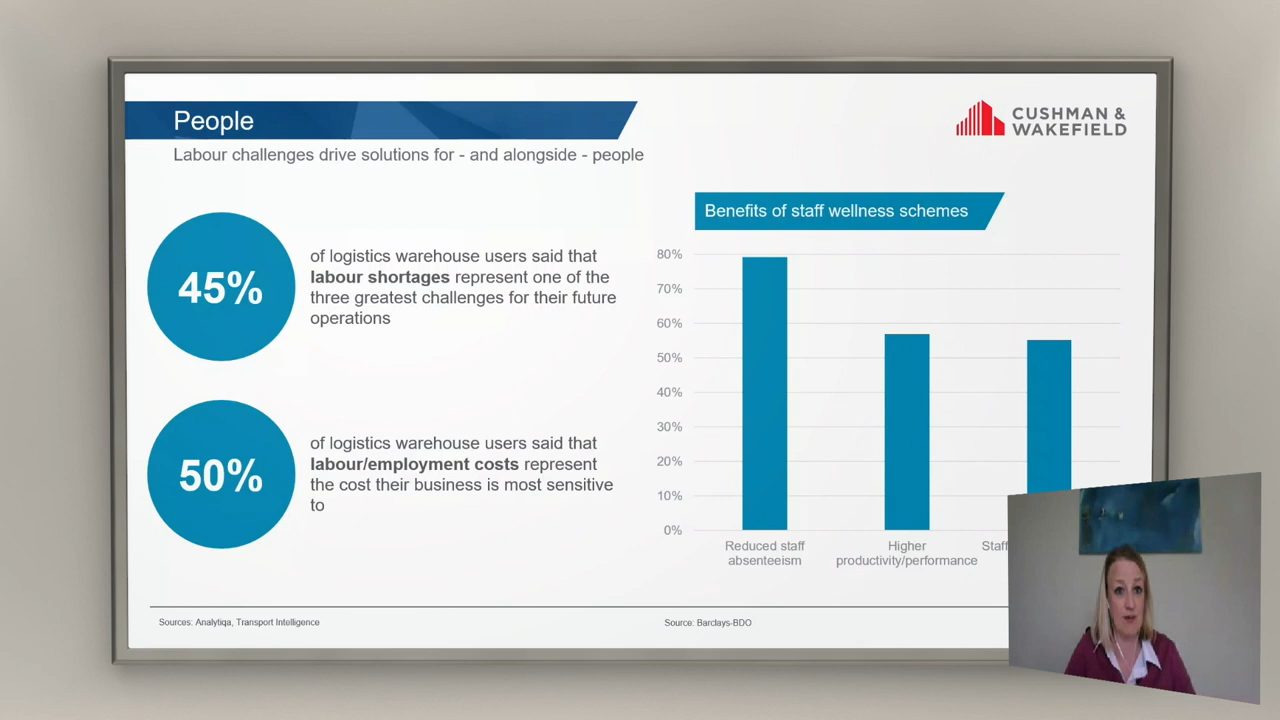 People
CUSHMAN &
WAKEFIELD
Labour challenges drive solutions for - and alongside - people
45%
of logistics warehouse users said that
labour shortages represent one of the
three greatest challenges for their future
operations
50%
of logistics warehouse users said that
labour/employment costs represent
the cost their business is most sensitive
to
Benefits of staff wellness schemes
80%
70%
60%
50%
40%
30%
20%
10%
0%
Reduced staff
absenteeism
Higher
productivity/performance
Staff
Sources: Analytiqa, Transport Intelligence
Source: Barclays-BDO